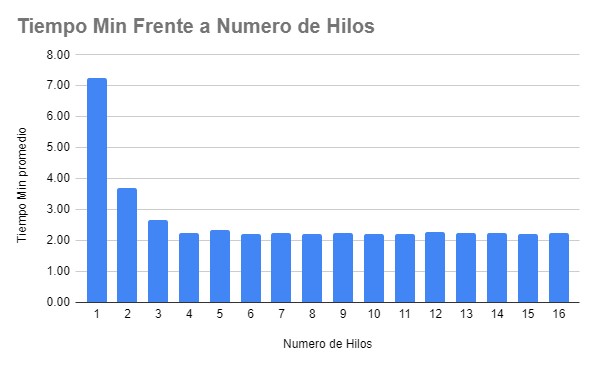 Tiempo Min Frente a Numero de Hilos
8.00
7.00
6.00
5.00
4.00
3.00
2.00
1.00
0.00
Tiempo Min promedio
1 2 3 4 5 6 7 8 9 10 11 12 13 14 15 16
Numero de Hilos